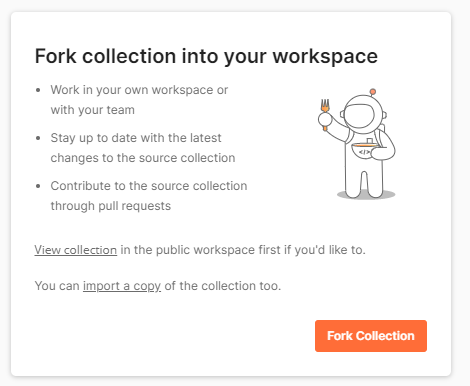 Fork collection into your workspace
• Work in your own workspace or
with your team
• Stay up to date with the latest
changes to the source collection
• Contribute to the source collection
through pull requests
</>
View collection in the public workspace first if you'd like to.
You can import a copy of the collection too.
Fork Collection